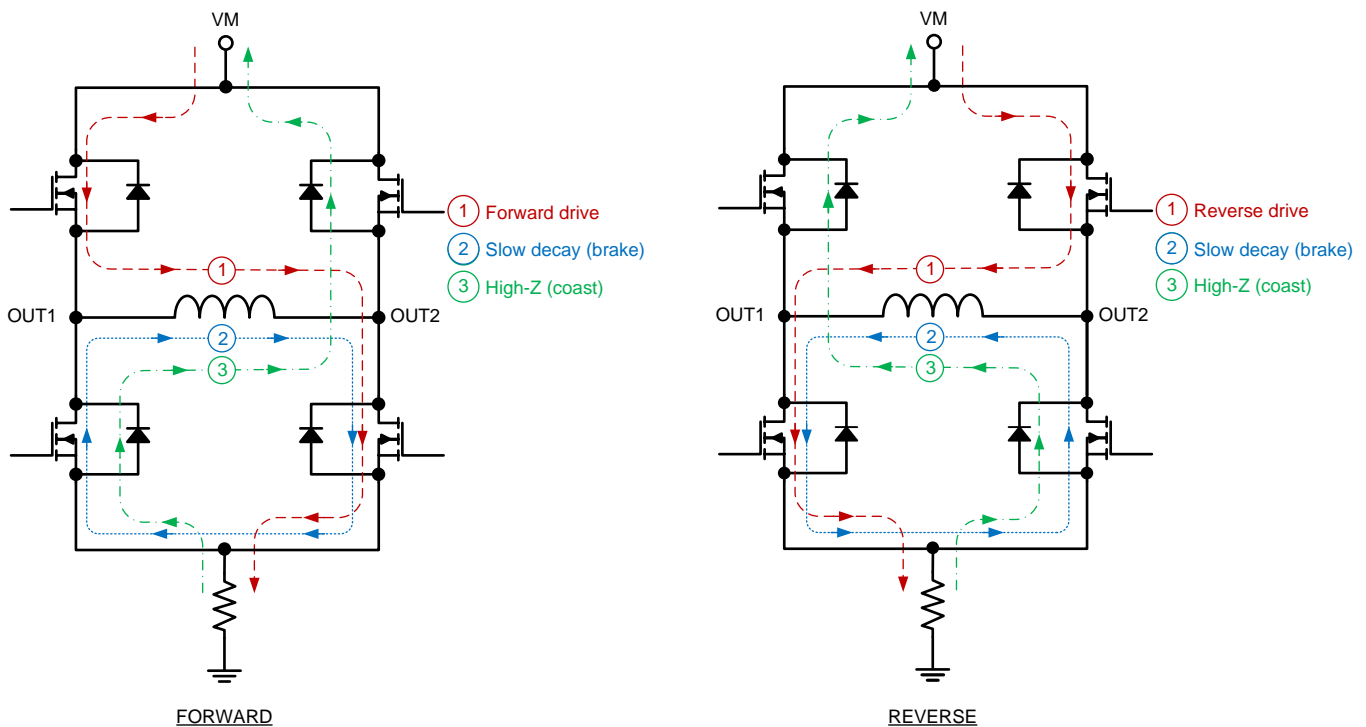 VM
1 Forward drive
2 Slow decay (brake)
3 High-Z (coast)
1
OUT1
OUT2
2
3
FORWARD
VM
1 Reverse drive
2 Slow decay (brake)
3 High-Z (coast)
1
OUT1
OUT2
2
3
REVERSE